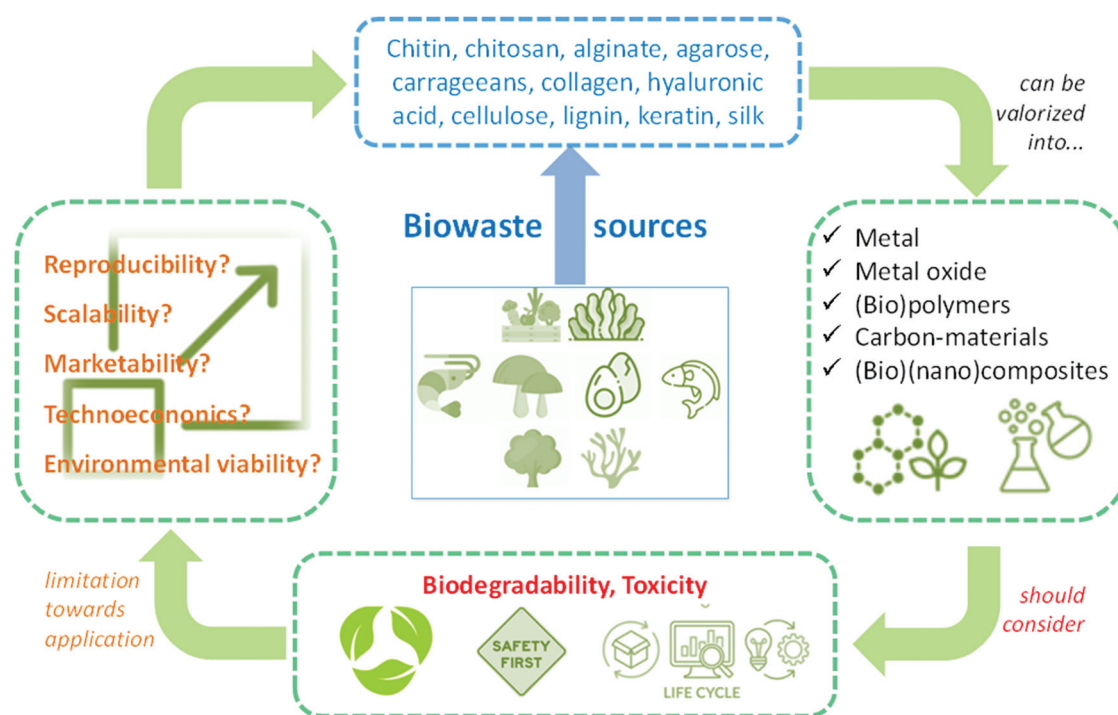 Chitin, chitosan, alginate, agarose,
carrageeans, collagen, hyaluronic
acid, cellulose, lignin, keratin, silk
can be
valorized
into...
Biowaste sources
Reproducibility?
Scalability?
Marketability?
Technoecononics?
Environmental viability?
✓ Metal
✓ Metal oxide
✓ (Bio)polymers
✓ Carbon-materials
✓ (Bio)(nano)composites
limitation
towards
application
Biodegradability, Toxicity
SAFETY
FIRST
LIFE CYCLE
should
consider